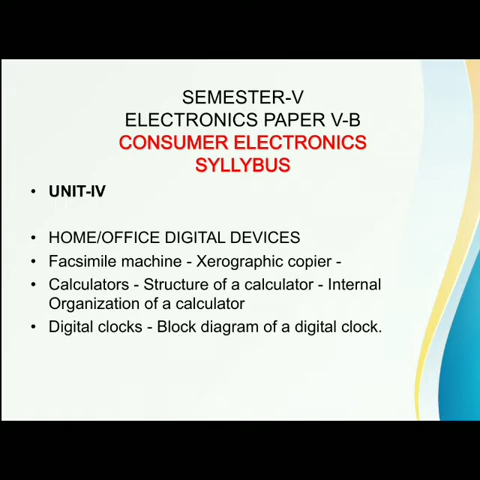 SEMESTER-V
ELECTRONICS PAPER V-B
CONSUMER ELECTRONICS
SYLLYBUS
• UNIT-IV
• HOME/OFFICE DIGITAL DEVICES
• Facsimile machine - Xerographic copier -
• Calculators - Structure of a calculator - Internal
Organization of a calculator
• Digital clocks - Block diagram of a digital clock.